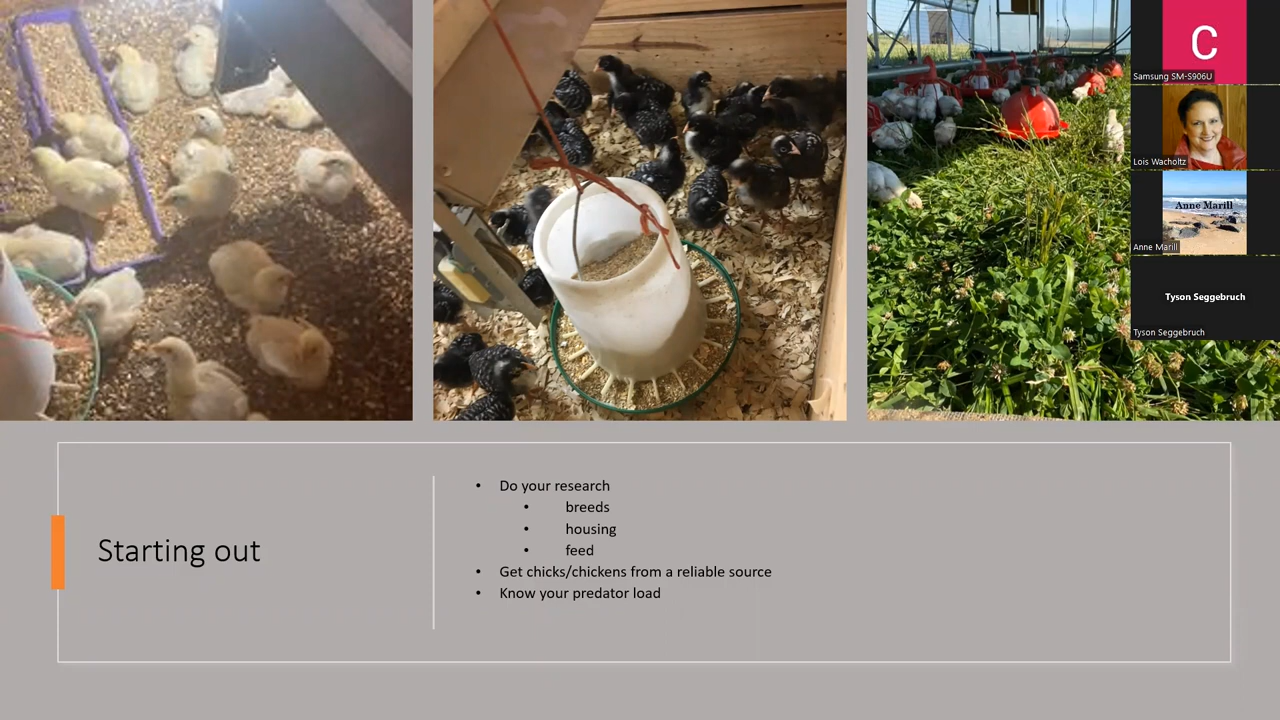 C
Samsung SM-S906U
Lois Wacholtz
Anne Marill
Anne Marill
Tyson Seggebruch
Tyson Seggebruch
Starting out
• Do your research
• breeds
• housing
• feed
• Get chicks/chickens from a reliable source
• Know your predator load